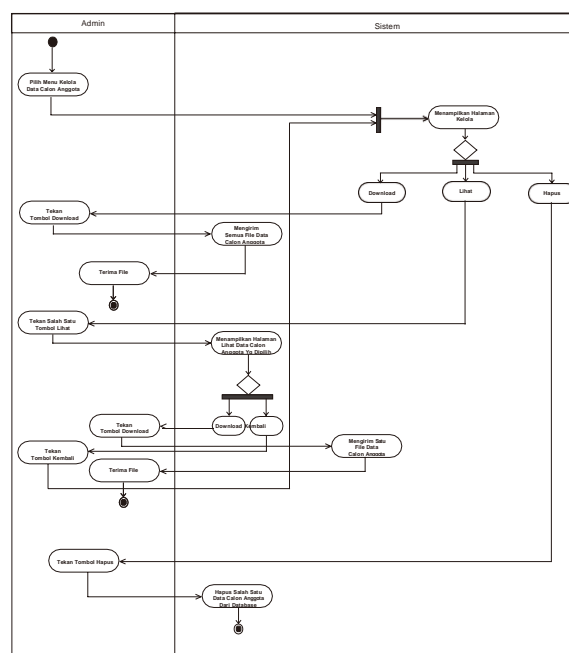 Admin
Sistem
Pilih Menu Kelola
Data Calon Anggota
Menampilkan Halaman
Kelola
Download
Lihat
Hapus
Tekan
Tombol Download
Mengirim
Semua File Data
Calon Anggota
Terima File
Tekan Salah Satu
Tombol Lihat
Menampilkan Halaman
Lihat Data Calon
Anggota Yg Dipilih
Download
Kembali
Tekan
Tombol Download
Mengirim Satu
File Data
Calon Anggota
Tekan
Tombol Kembali
Terima File
Tekan Tombol Hapus
Hapus Salah Satu
Data Calon Anggota
Dari Database